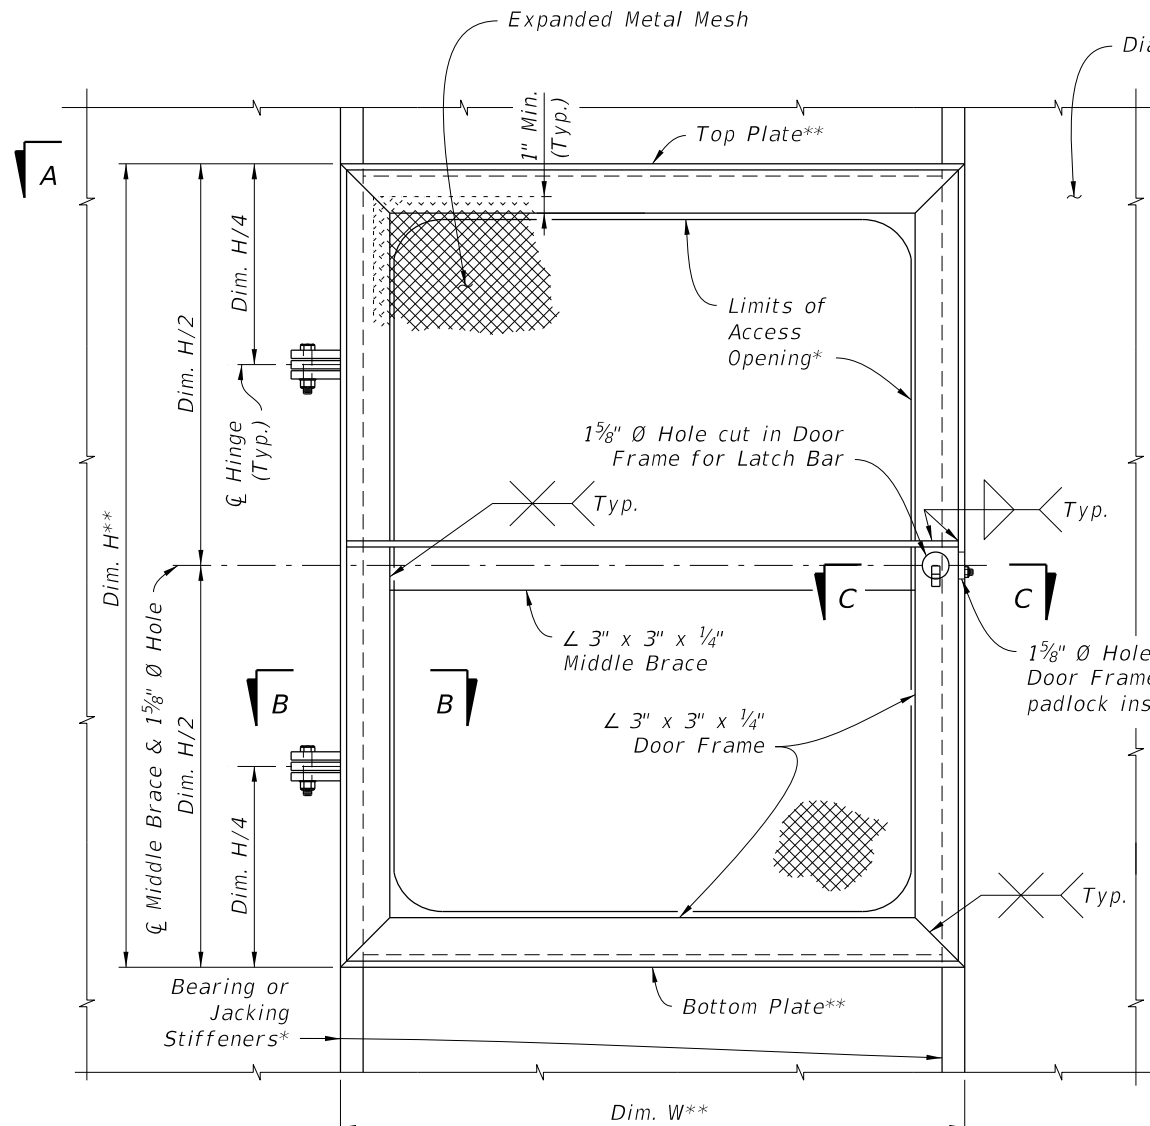 Expanded Metal Mesh
1" Min.
(Typ.)
Top Plate**
A
Dim. H/4
Dim. H/2
Limits of
Access
Opening*
℄ Hinge
(Typ.)
1⅝" Ø Hole cut in Door
Frame for Latch Bar
Typ.
Typ.
Dim. H**
C
C
∠ 3" x 3" x ¼"
Middle Brace
1⅝" Ø Hole
Door Frame
padlock ins
B
B
∠ 3" x 3" x ¼"
Door Frame
℄ Middle Brace & 1⅝" Ø Hole
Dim. H/2
Dim. H/4
Typ.
Bearing or
Jacking
Stiffeners*
Bottom Plate**
Dim. W**